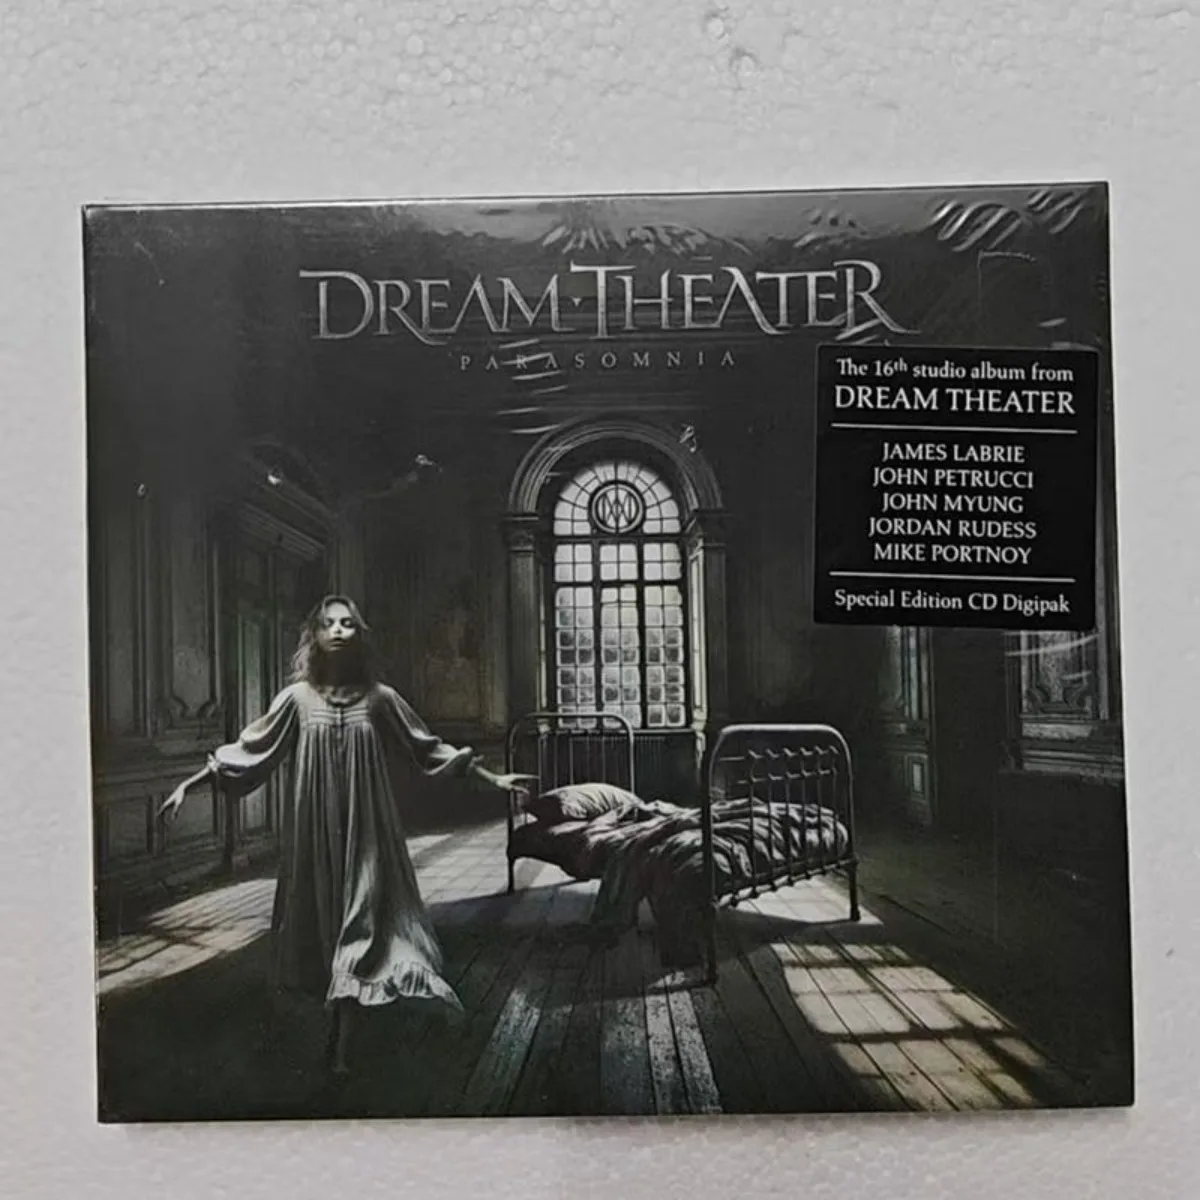 DREAM THEATER
PARASOMNIA
The 16th studio album from
DREAM THEATER
JAMES LABRIE
JOHN PETRUCCI
JOHN MYUNG
JORDAN RUDESS
MIKE PORTNOY
Special Edition CD Digipak